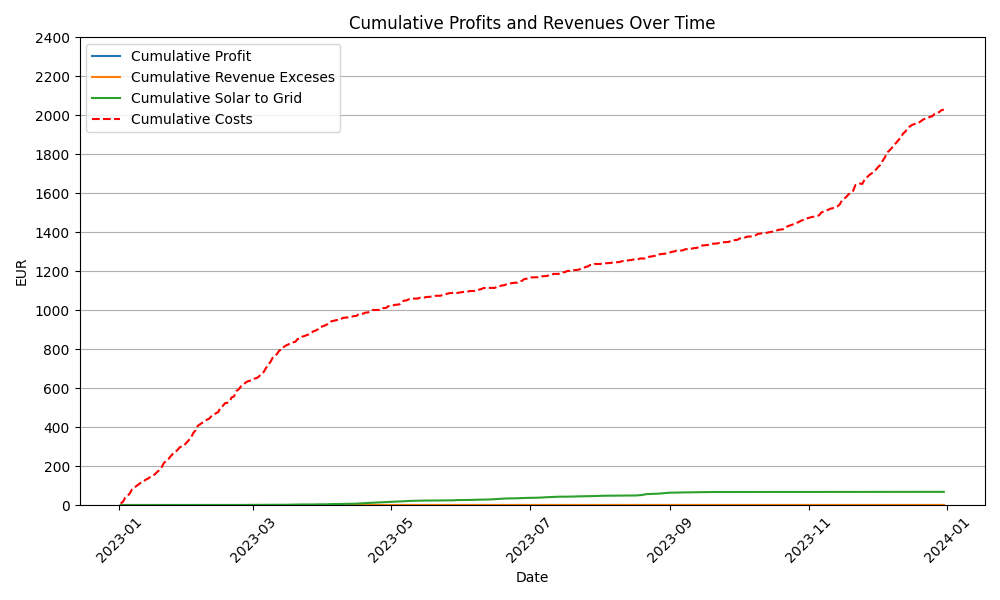 Cumulative Profits and Revenues Over Time
2400
2200
2000
1800
1600
1400
1200
1000
800
600
400
200
0
EUR
Cumulative Profit
Cumulative Revenue Exceses
Cumulative Solar to Grid
Cumulative Costs
2023-01
2023-03
2023-05
2023-07
2023-09
2023-11
2024-01
Date